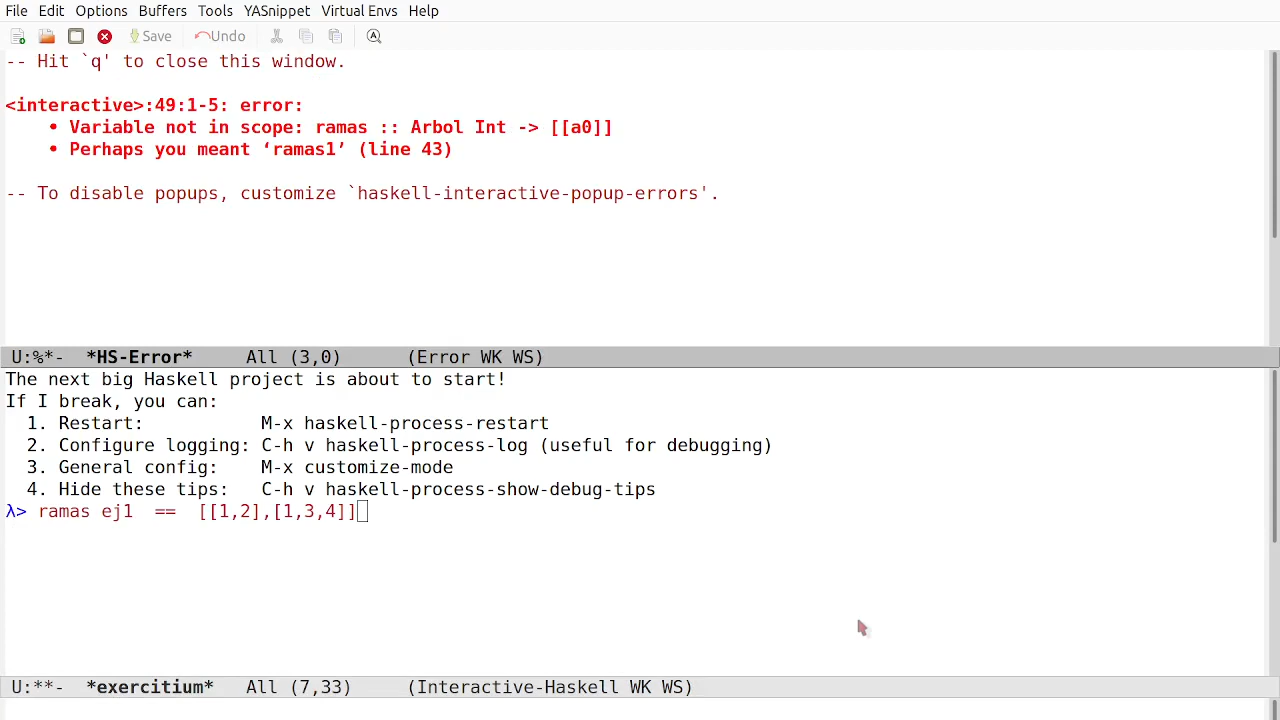 File Edit Options Buffers Tools YASnippet Virtual Envs Help
Save Undo
-- Hit `q' to close this window.
<interactive>:49:1-5: error:
• Variable not in scope: ramas :: Arbol Int -> [[a0]]
• Perhaps you meant ‘ramas1’ (line 43)
-- To disable popups, customize `haskell-interactive-popup-errors'.
U:%*-  *HS-Error*     All (3,0)      (Error WK WS)
The next big Haskell project is about to start!
If I break, you can:
  1. Restart:           M-x haskell-process-restart
  2. Configure logging: C-h v haskell-process-log (useful for debugging)
  3. General config:    M-x customize-mode
  4. Hide these tips:   C-h v haskell-process-show-debug-tips
λ> ramas ej1  ==  [[1,2],[1,3,4]]
U:**-  *exercitium*   All (7,33)     (Interactive-Haskell WK WS)